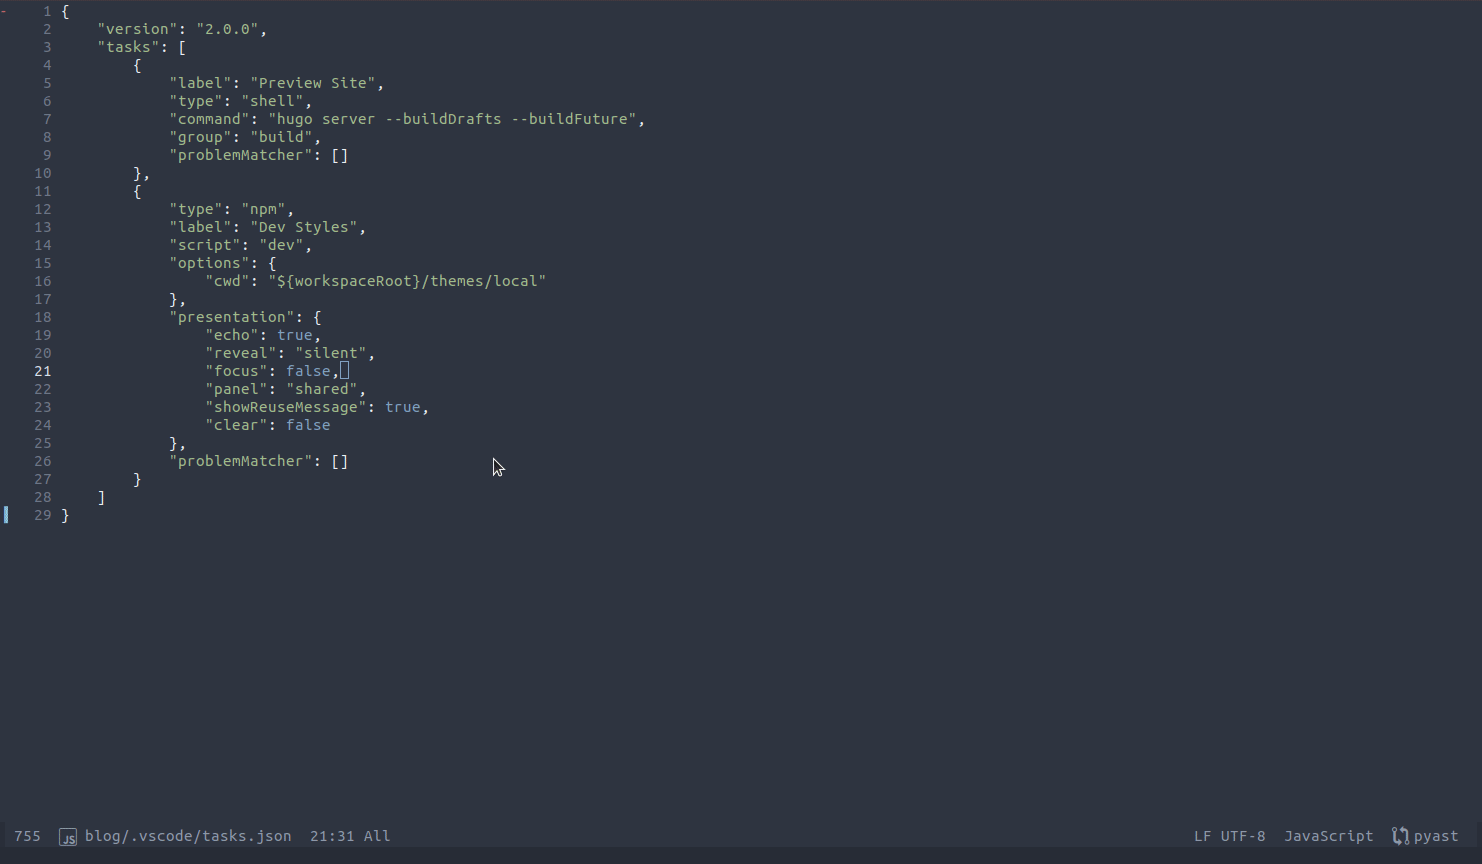 1 {
2     "version": "2.0.0",
3     "tasks": [
4         {
5             "label": "Preview Site",
6             "type": "shell",
7             "command": "hugo server --buildDrafts --buildFuture",
8             "group": "build",
9             "problemMatcher": []
10         },
11         {
12             "type": "npm",
13             "label": "Dev Styles",
14             "script": "dev",
15             "options": {
16                 "cwd": "${workspaceRoot}/themes/local"
17             },
18             "presentation": {
19                 "echo": true,
20                 "reveal": "silent",
21                 "focus": false,
22                 "panel": "shared",
23                 "showReuseMessage": true,
24                 "clear": false
25             },
26             "problemMatcher": []
27         }
28     ]
29 }
755 JS blog/.vscode/tasks.json 21:31 All LF UTF-8 JavaScript pyast